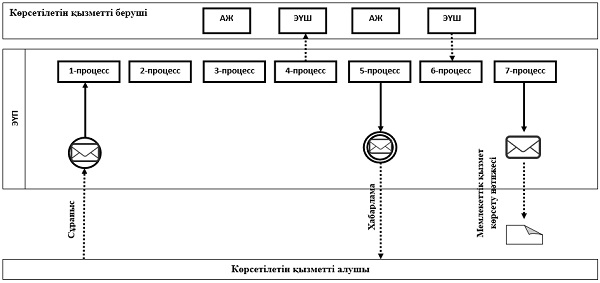 Көрсетілетін қызметті беруші
АЖ
ЭҮШ
АЖ
ЭҮШ
ЭҮП
1-процесс
2-процесс
3-процесс
4-процесс
5-процесс
6-процесс
7-процесс
Сұраныс
Хабарлама
Мемлекеттік қызмет
көрсету нәтижесі
Көрсетілетін қызметті алушы